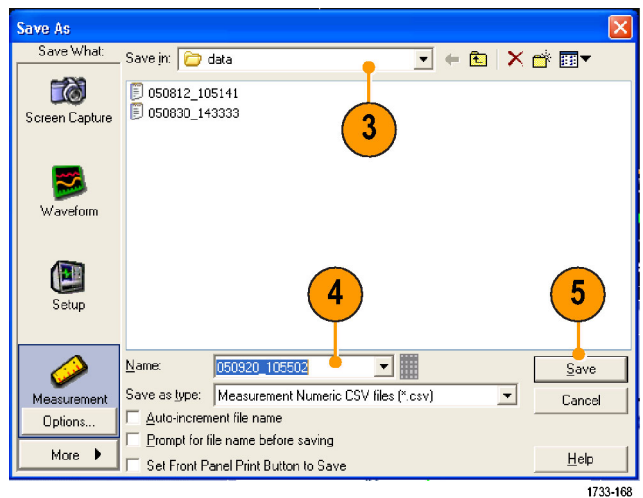 Save As
Save What:
Save in: data
050812_105141
050830_143333
Screen Capture
3
Waveform
Setup
4
5
Name: 050920_105502
Save
Measurement
Save as type: Measurement Numeric CSV files (*.csv)
Cancel
Options...
Auto-increment file name
Prompt for file name before saving
More
Set Front Panel Print Button to Save
Help
1733-168